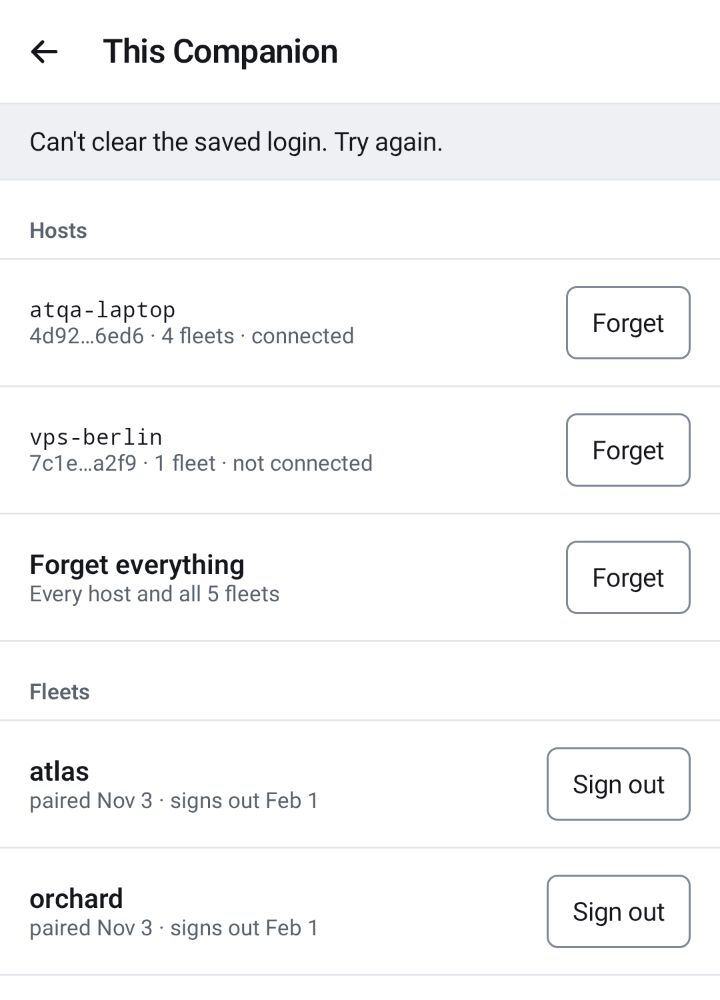 This Companion
Can't clear the saved login. Try again.
Hosts
atqa-laptop
4d92…6ed6 · 4 fleets · connected
Forget
vps-berlin
7c1e…a2f9 · 1 fleet · not connected
Forget
Forget everything
Every host and all 5 fleets
Forget
Fleets
atlas
paired Nov 3 · signs out Feb 1
Sign out
orchard
paired Nov 3 · signs out Feb 1
Sign out